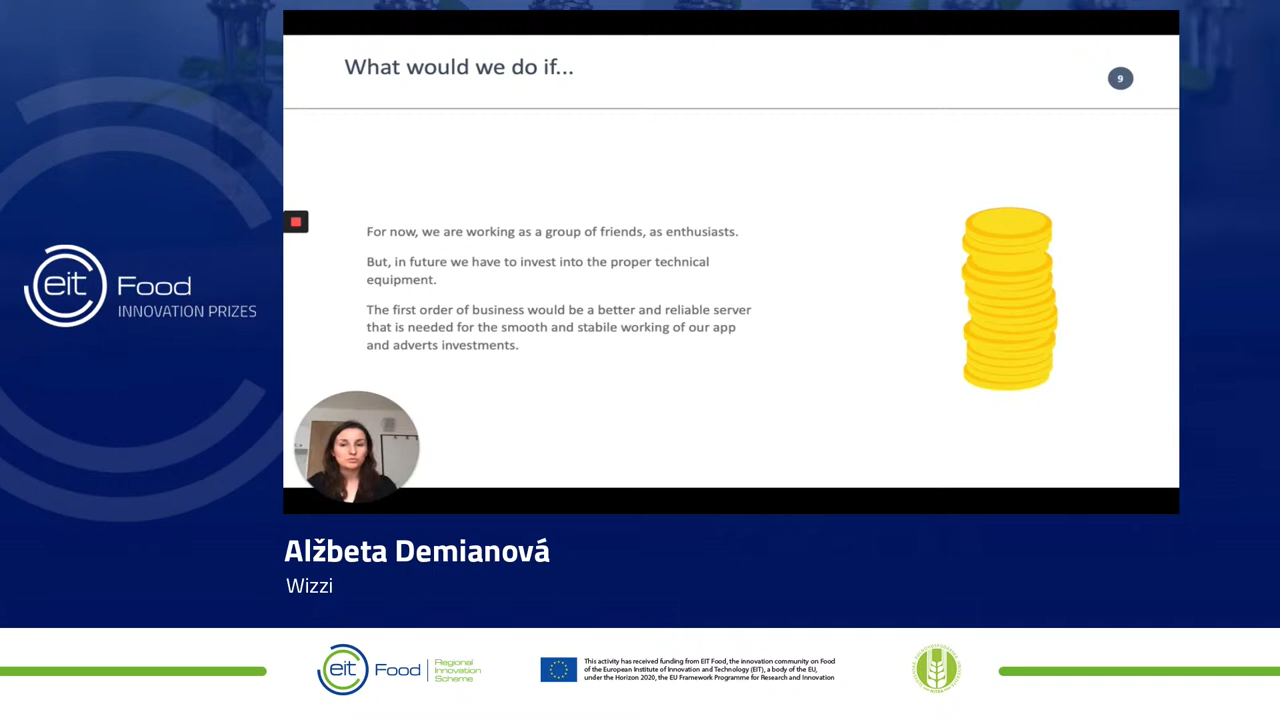 What would we do if...
9
For now, we are working as a group of friends, as enthusiasts.
But, in future we have to invest into the proper technical
equipment.
The first order of business would be a better and reliable server
that is needed for the smooth and stabile working of our app
and adverts investments.
eit Food
INNOVATION PRIZES
Alžbeta Demianová
Wizzi
eit Food
Regional
Innovation
Scheme
This activity has received funding from EIT Food, the innovation community on Food
of the European Institute of Innovation and Technology (EIT), a body of the EU,
under the Horizon 2020, the EU Framework Programme for Research and Innovation